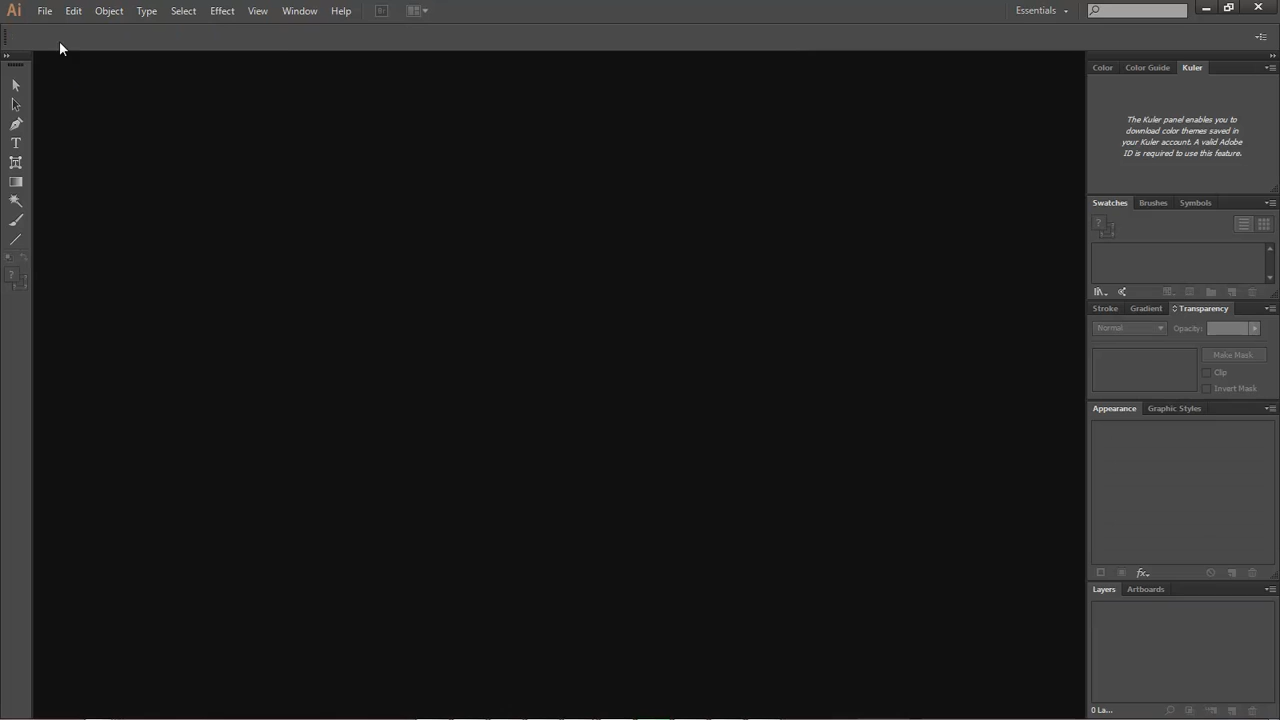 Ai File Edit Object Type Select Effect View Window Help Br Essentials
Color Color Guide Kuler
The Kuler panel enables you to
download color themes saved in
your Kuler account. A valid Adobe
ID is required to use this feature.
T
Swatches Brushes Symbols
?
?
Stroke Gradient Transparency
Normal Opacity:
Make Mask
Clip
Invert Mask
Appearance Graphic Styles
fx
Layers Artboards
0 La...